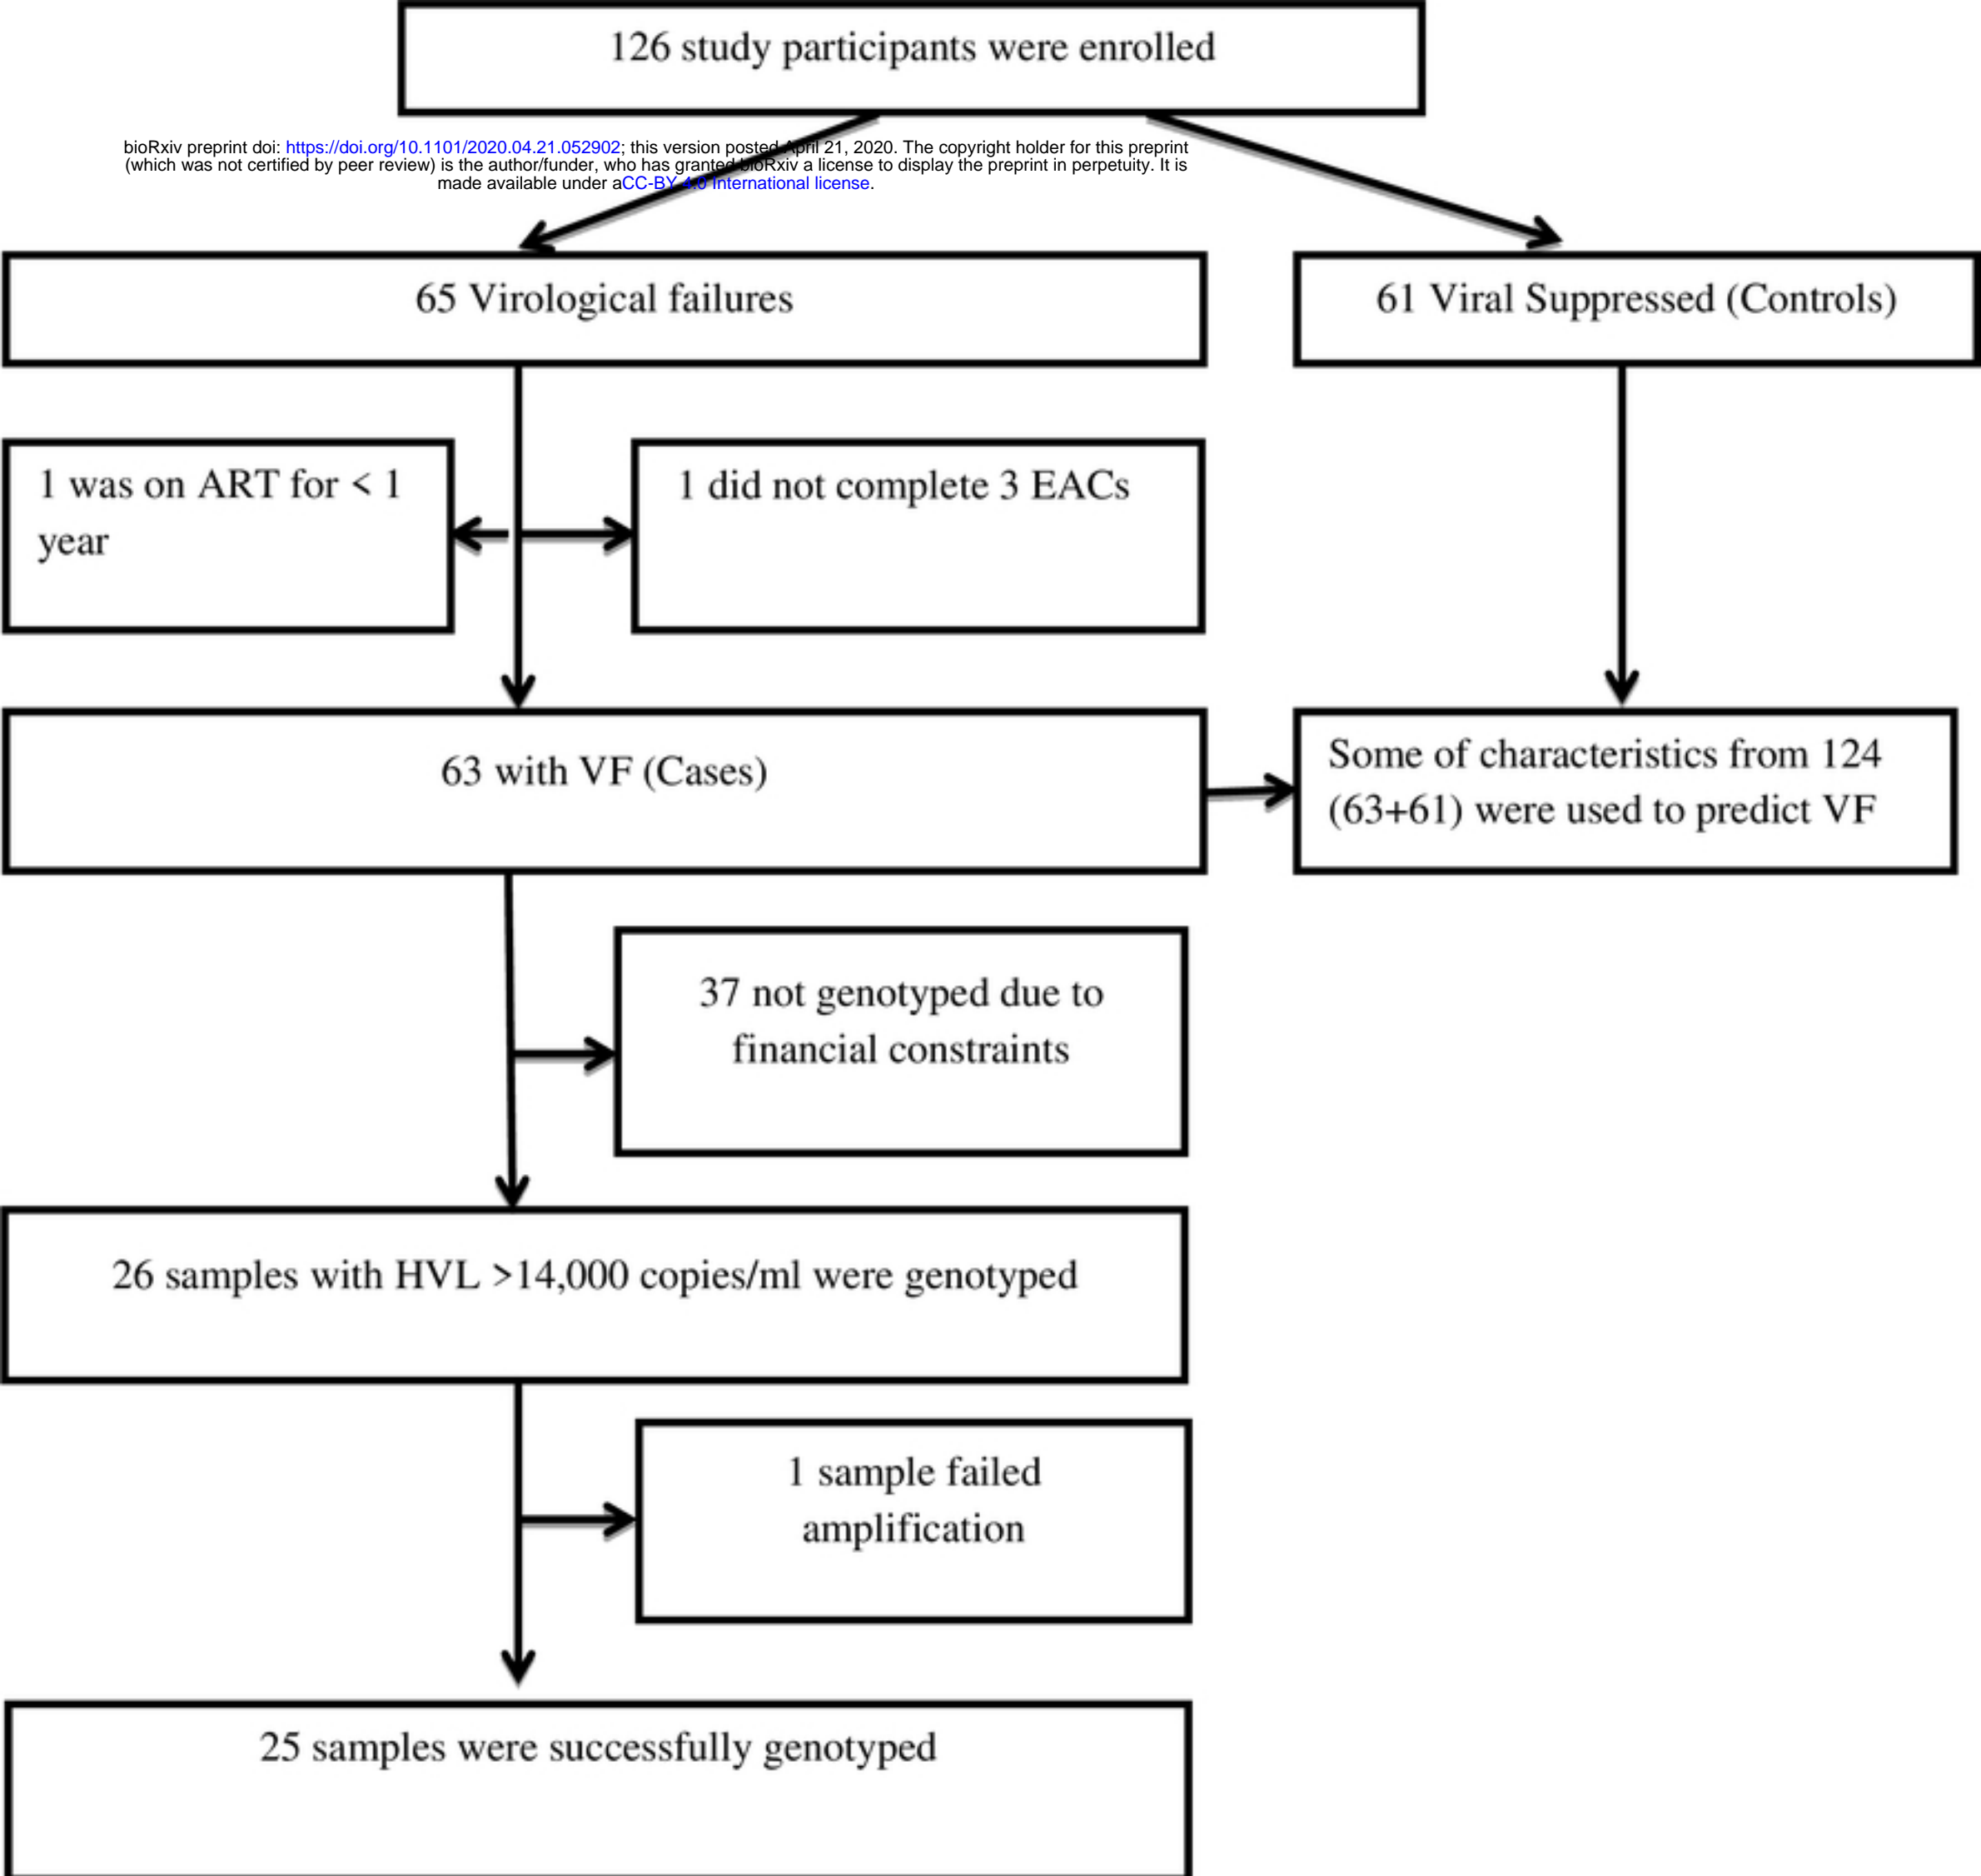 126 study participants were enrolled
bioRxiv preprint doi: https://doi.org/10.1101/2020.04.21.052902; this version posted April 21, 2020. The copyright holder for this preprint
(which was not certified by peer review) is the author/funder, who has granted bioRxiv a license to display the preprint in perpetuity. It is
made available under aCC-BY 4.0 International license.
65 Virological failures
61 Viral Suppressed (Controls)
1 was on ART for < 1
year
1 did not complete 3 EACs
63 with VF (Cases)
Some of characteristics from 124
(63+61) were used to predict VF
37 not genotyped due to
financial constraints
26 samples with HVL >14,000 copies/ml were genotyped
1 sample failed
amplification
25 samples were successfully genotyped